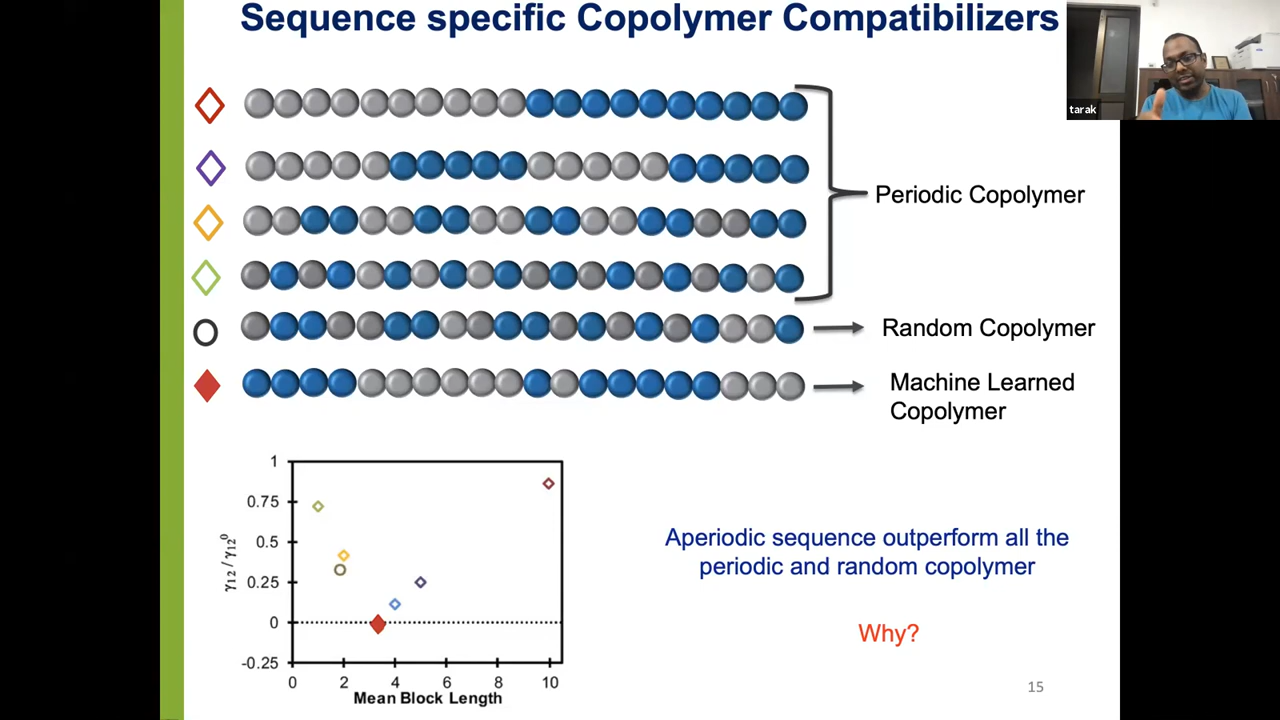 Sequence specific Copolymer Compatibilizers
tarak
Periodic Copolymer
Random Copolymer
Machine Learned
Copolymer
1
0.75
0.5
0.25
0
-0.25
γ12 / γ12⁰
0 2 4 6 8 10
Mean Block Length
Aperiodic sequence outperform all the
periodic and random copolymer
Why?
15